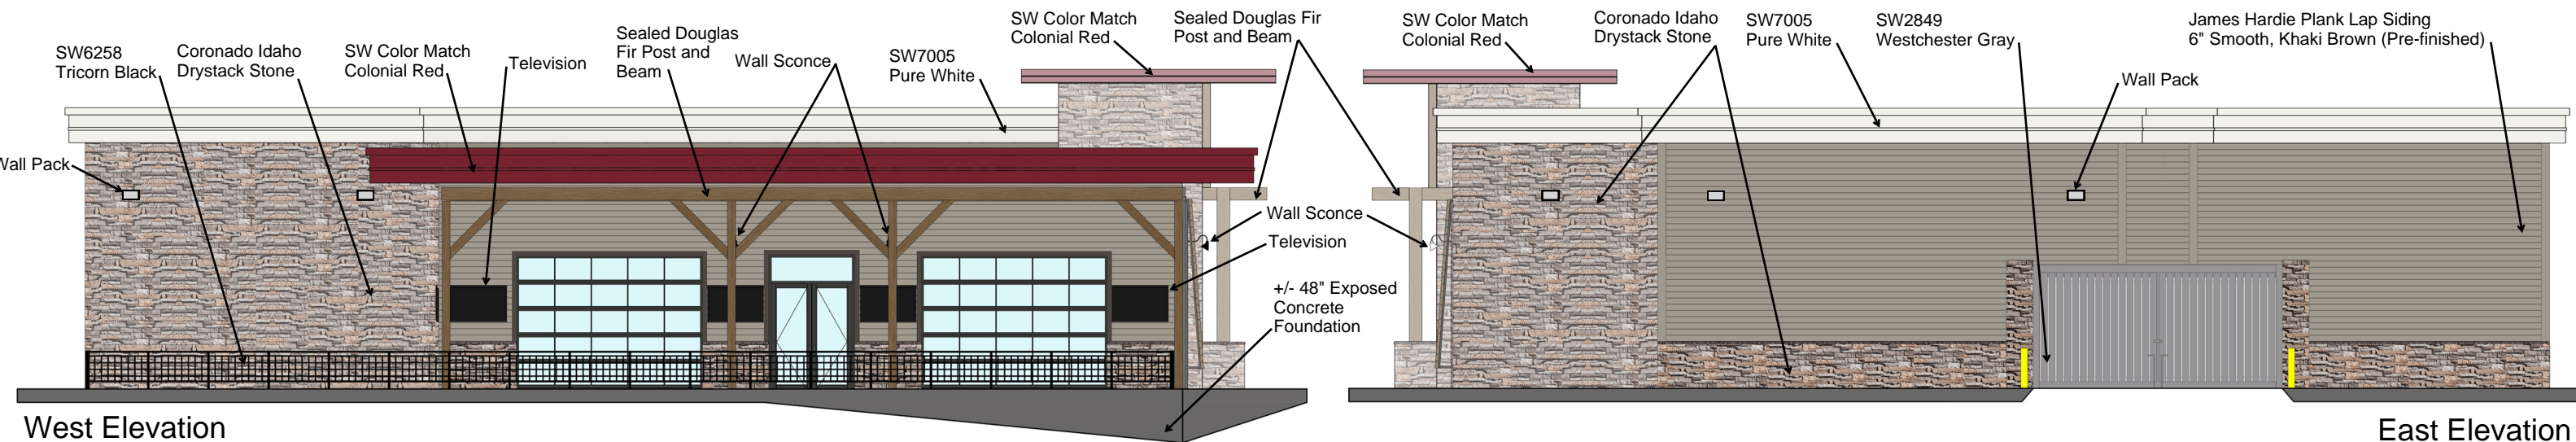 SW6258
Tricorn Black
Coronado Idaho
Drystack Stone
SW Color Match
Colonial Red
Television
Sealed Douglas
Fir Post and
Beam
Wall Sconce
SW7005
Pure White
SW Color Match
Colonial Red
Sealed Douglas Fir
Post and Beam
SW Color Match
Colonial Red
Coronado Idaho
Drystack Stone
SW7005
Pure White
SW2849
Westchester Gray
James Hardie Plank Lap Siding
6" Smooth, Khaki Brown (Pre-finished)
Wall Pack
Wall Pack
Wall Sconce
Television
+/- 48" Exposed
Concrete
Foundation
West Elevation
East Elevation